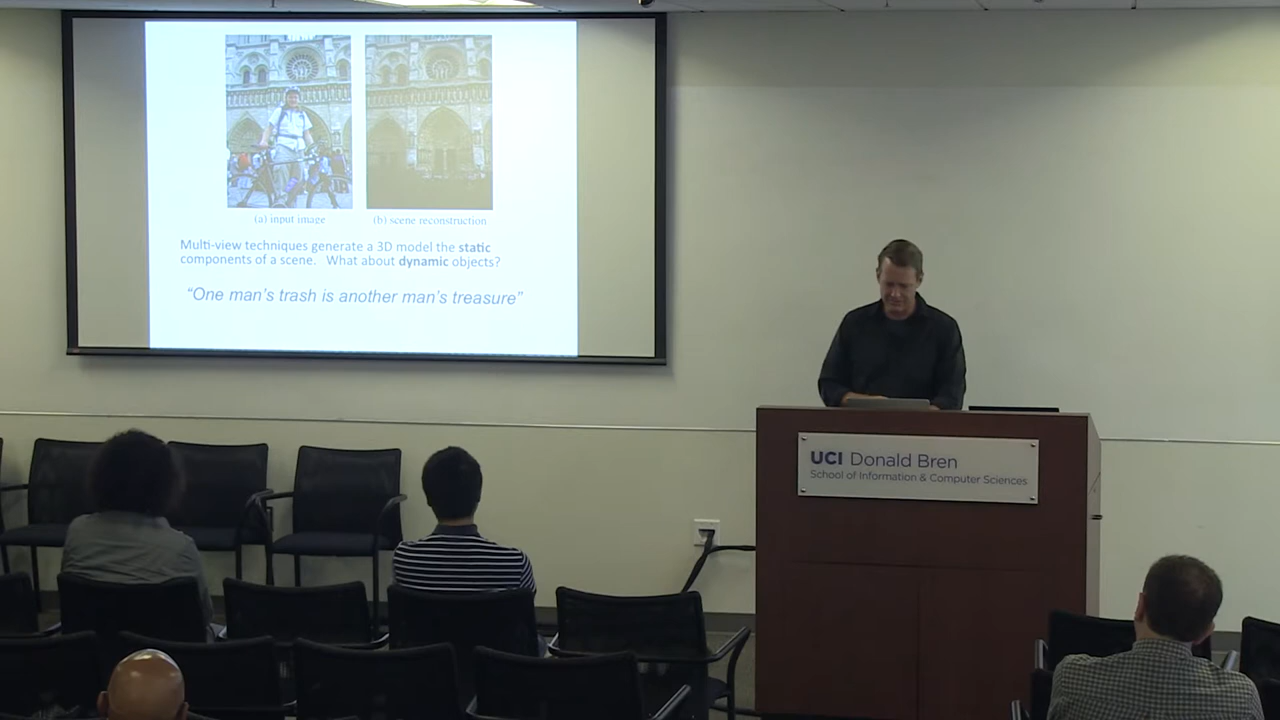 (a) input image
(b) scene reconstruction
Multi-view techniques generate a 3D model the static
components of a scene. What about dynamic objects?
“One man’s trash is another man’s treasure”
UCI Donald Bren
School of Information & Computer Sciences